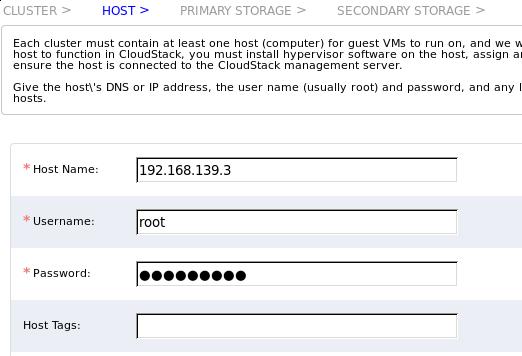 CLUSTER > HOST > PRIMARY STORAGE > SECONDARY STORAGE >
Each cluster must contain at least one host (computer) for guest VMs to run on, and we w
host to function in CloudStack, you must install hypervisor software on the host, assign a
ensure the host is connected to the CloudStack management server.
Give the host\'s DNS or IP address, the user name (usually root) and password, and any l
hosts.
* Host Name: 192.168.139.3
* Username: root
* Password: ●●●●●●●●●
Host Tags: